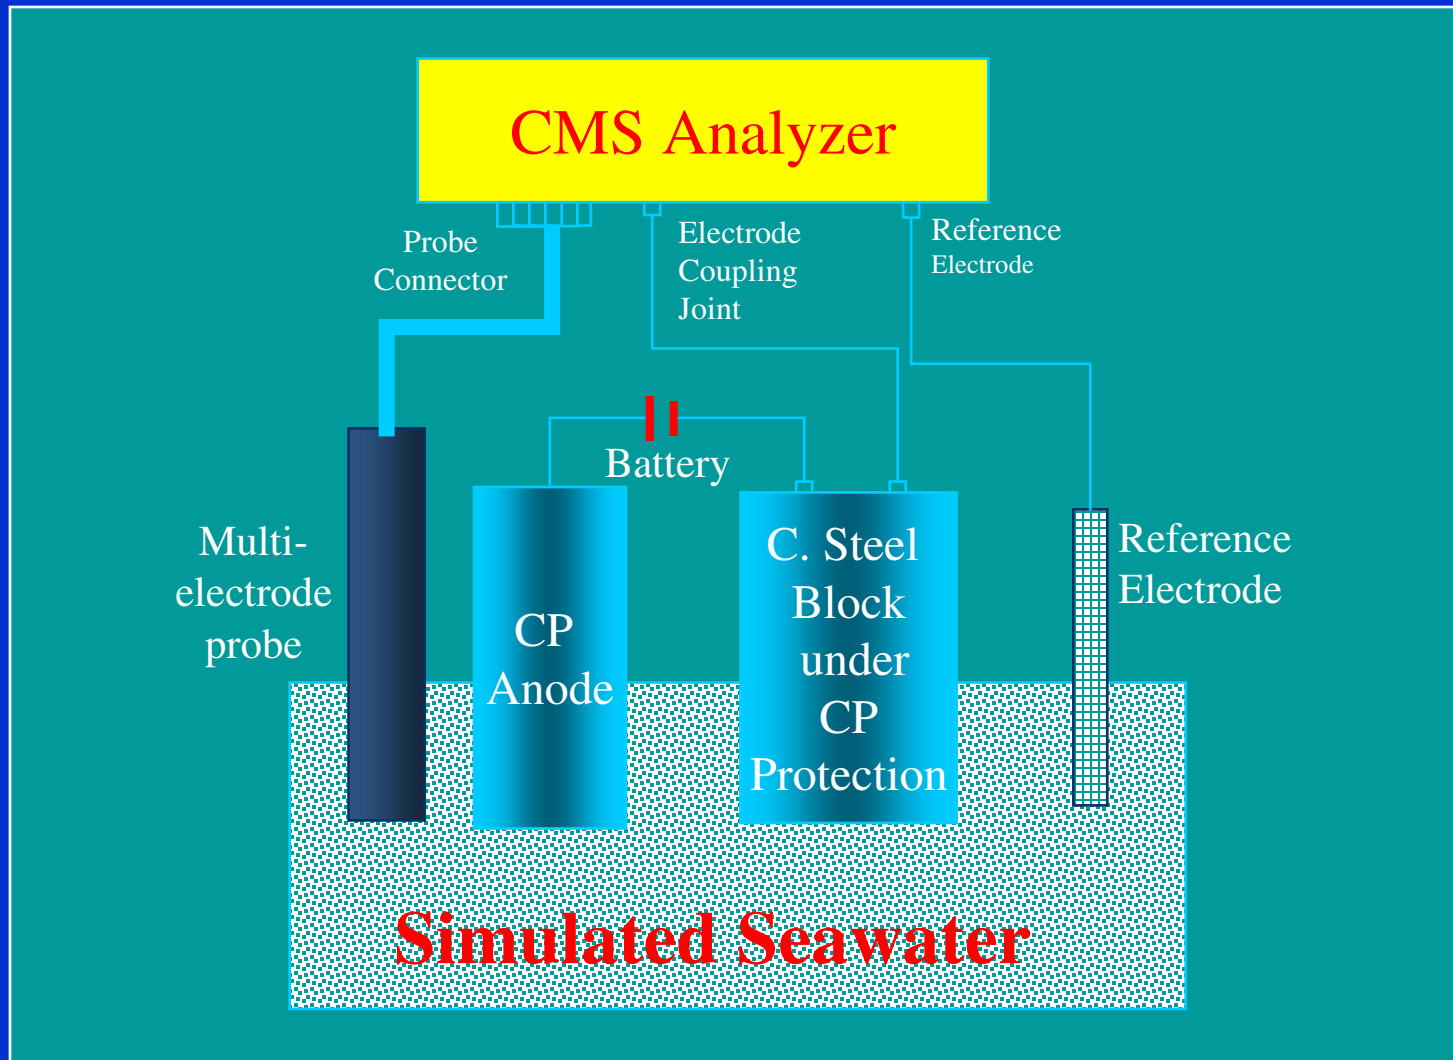 CMS Analyzer
Probe
Connector
Electrode
Coupling
Joint
Reference
Electrode
Battery
Multi-
electrode
probe
CP
Anode
C. Steel
Block
under
CP
Protection
Reference
Electrode
Simulated Seawater